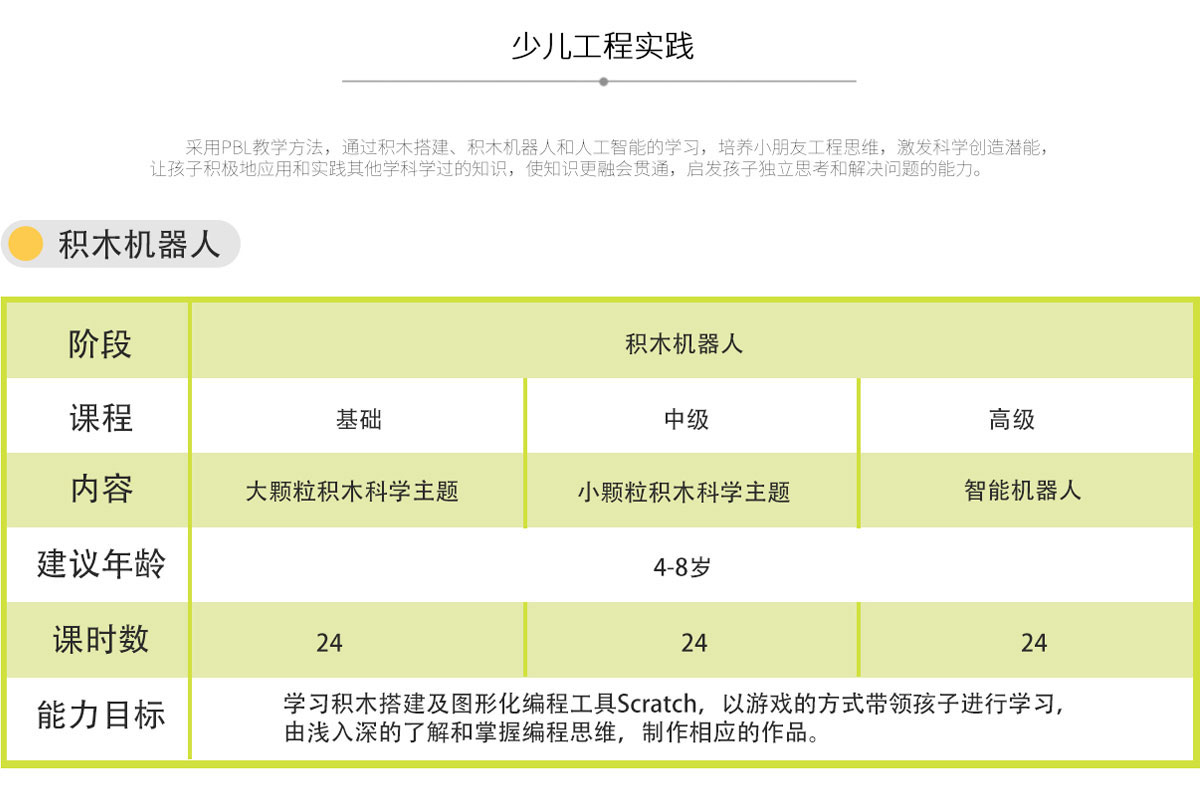 少儿工程实践
采用PBL教学方法，通过积木搭建、积木机器人和人工智能的学习，培养小朋友工程思维，激发科学创造潜能，
让孩子积极地应用和实践其他学科学过的知识，使知识更融会贯通，启发孩子独立思考和解决问题的能力。
积木机器人
阶段 积木机器人
课程 基础 中级 高级
内容 大颗粒积木科学主题 小颗粒积木科学主题 智能机器人
建议年龄 4-8岁
课时数 24 24 24
能力目标 学习积木搭建及图形化编程工具Scratch，以游戏的方式带领孩子进行学习，
由浅入深的了解和掌握编程思维，制作相应的作品。